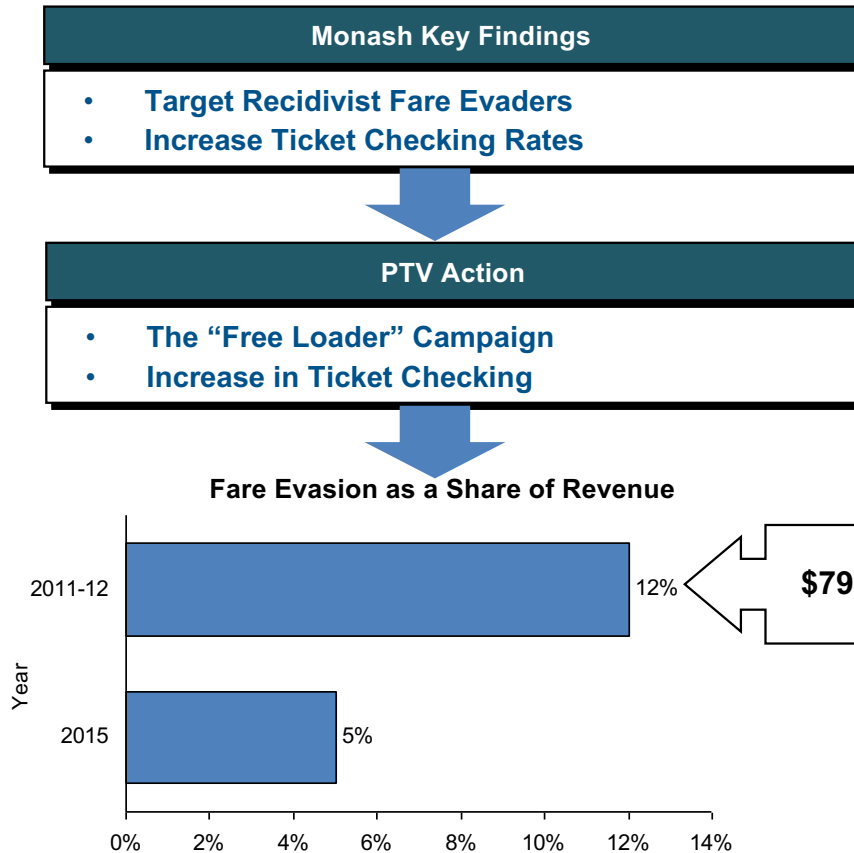 Monash Key Findings
• Target Recidivist Fare Evaders
• Increase Ticket Checking Rates
PTV Action
• The “Free Loader” Campaign
• Increase in Ticket Checking
Fare Evasion as a Share of Revenue
2011-12
12%
$79
Year
2015
5%
0% 2% 4% 6% 8% 10% 12% 14%